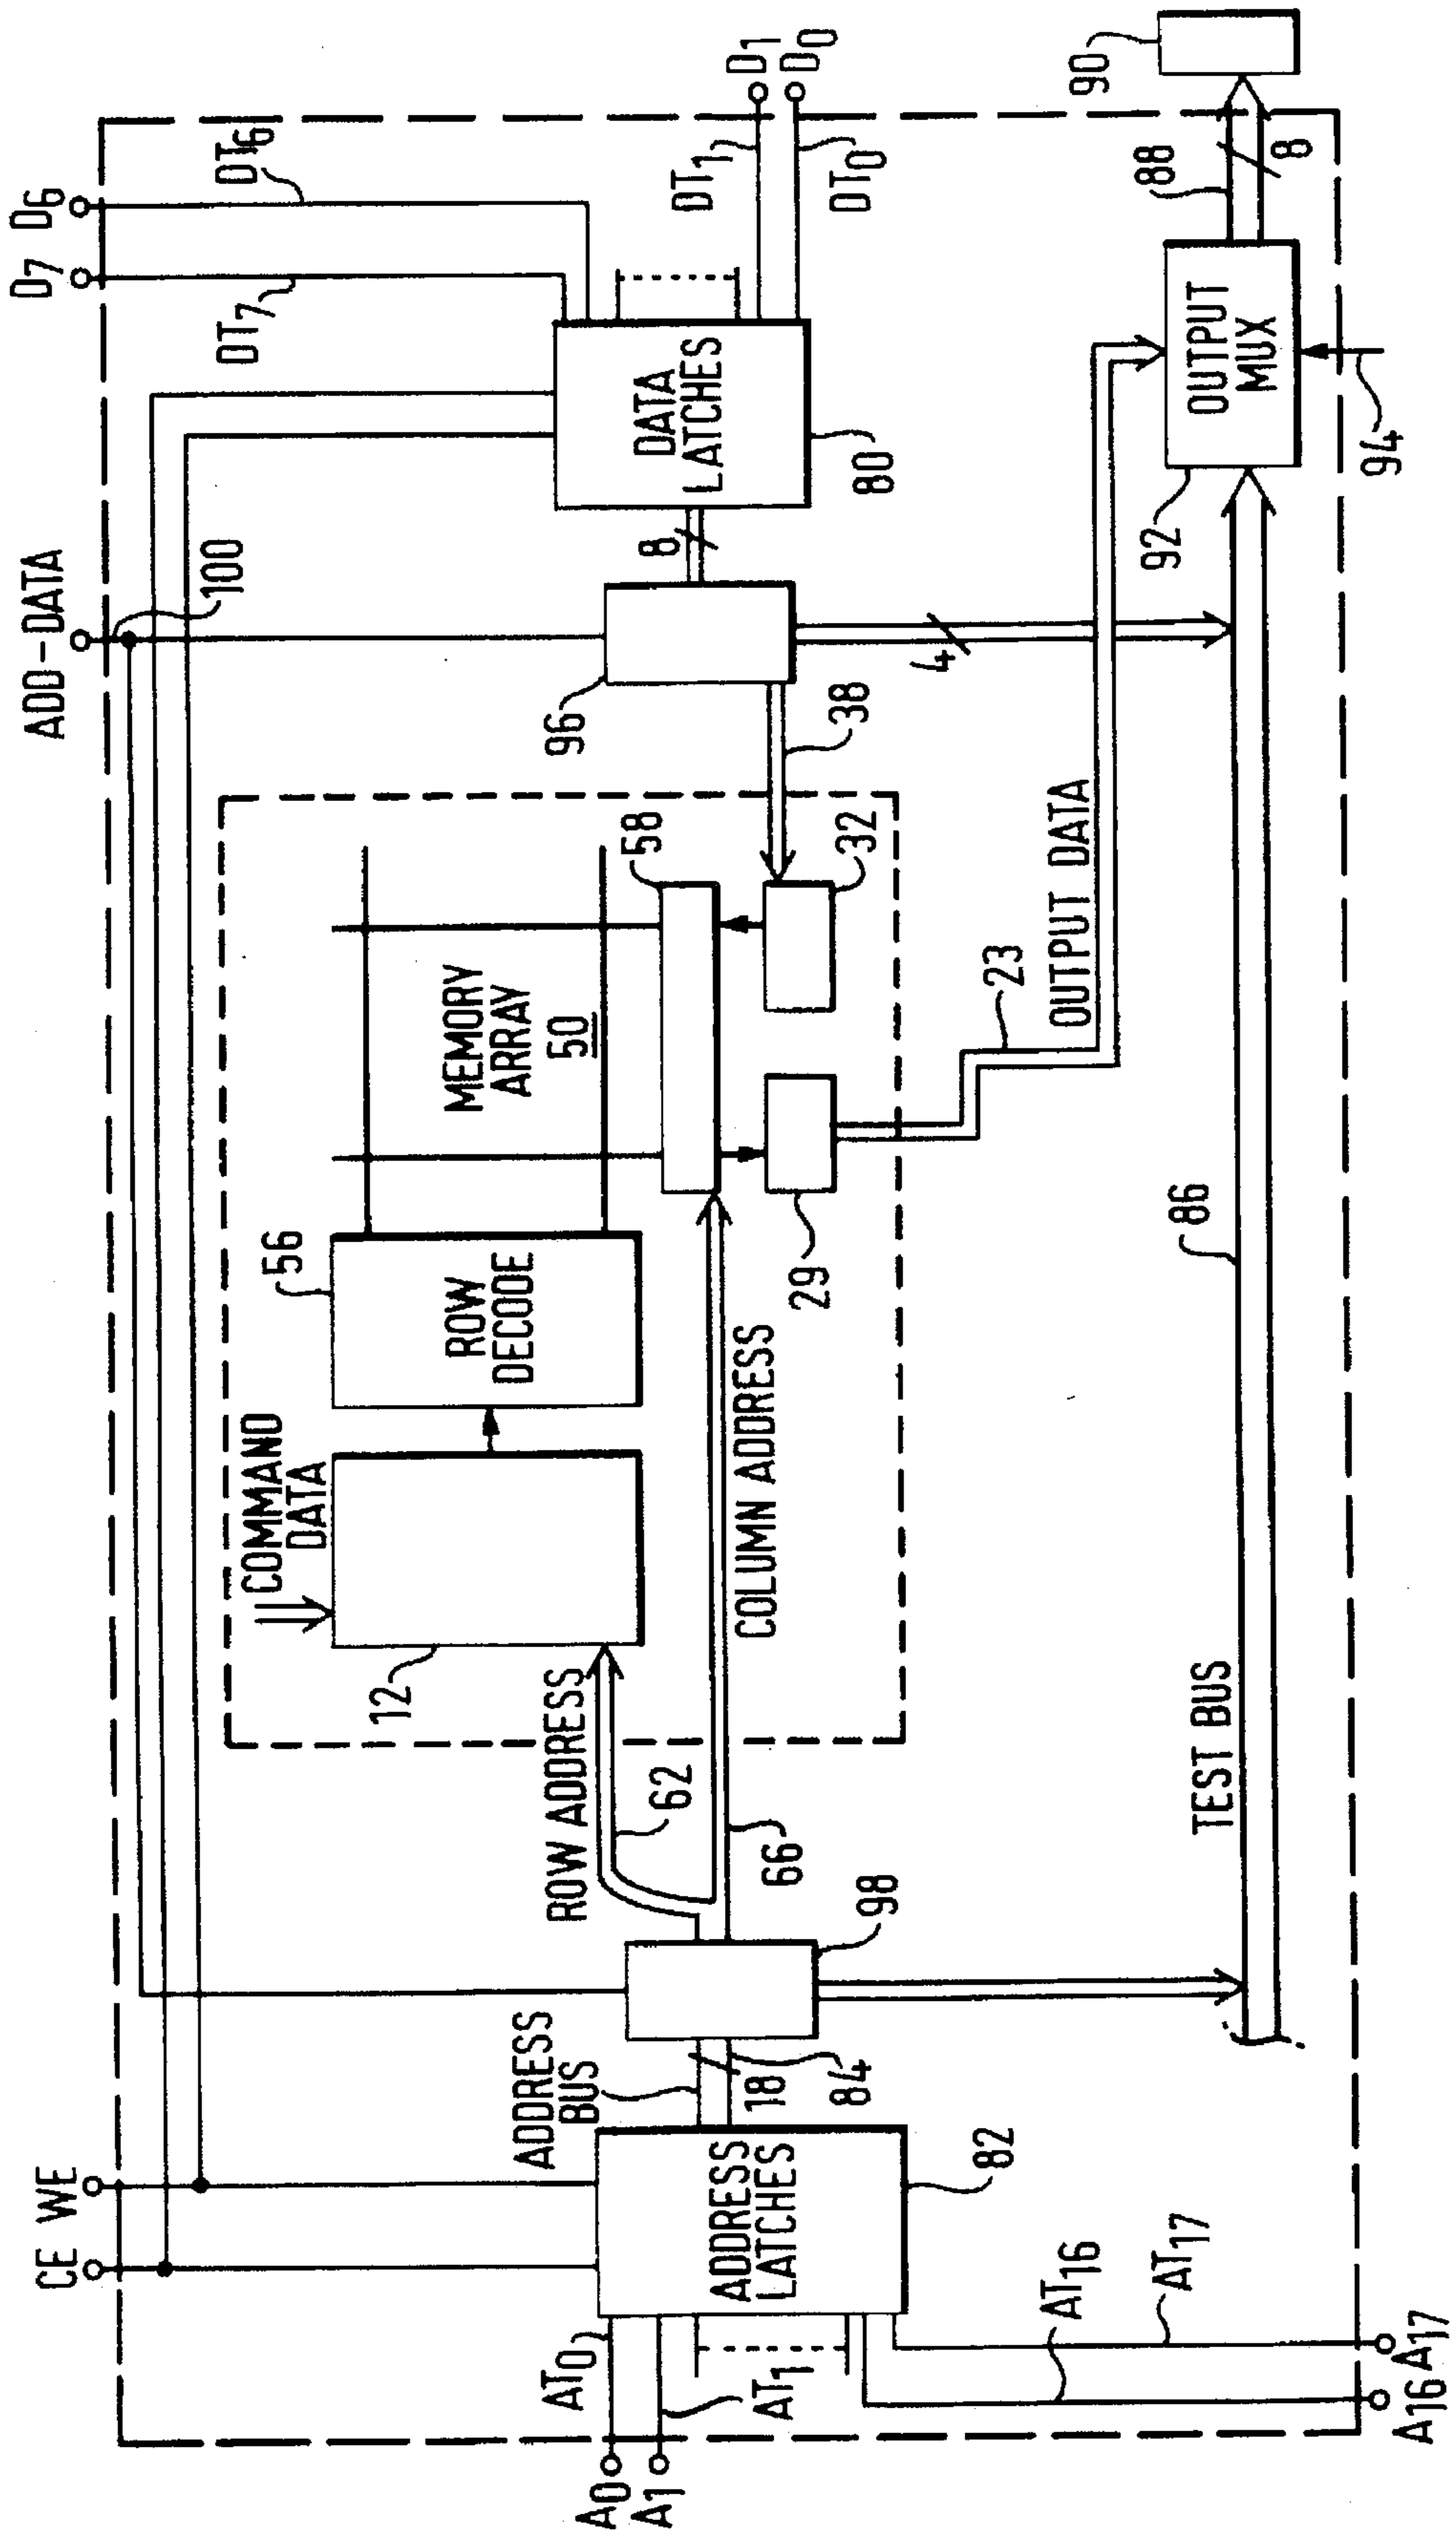 CE WE
ADD-DATA
D7 D6
100
DT7
DT6
COMMAND
DATA
56
12
ROW
DECODE
MEMORY
ARRAY
50
58
96
8
DATA
LATCHES
80
DT1
DT0
D1
D0
A0
A1
AT0
AT1
ADDRESS
BUS
ADDRESS
LATCHES
82
18
84
98
ROW ADDRESS
62
66
COLUMN ADDRESS
29
32
38
4
23
OUTPUT DATA
AT16
AT17
A16 A17
TEST BUS
86
92
OUTPUT
MUX
94
88
8
90